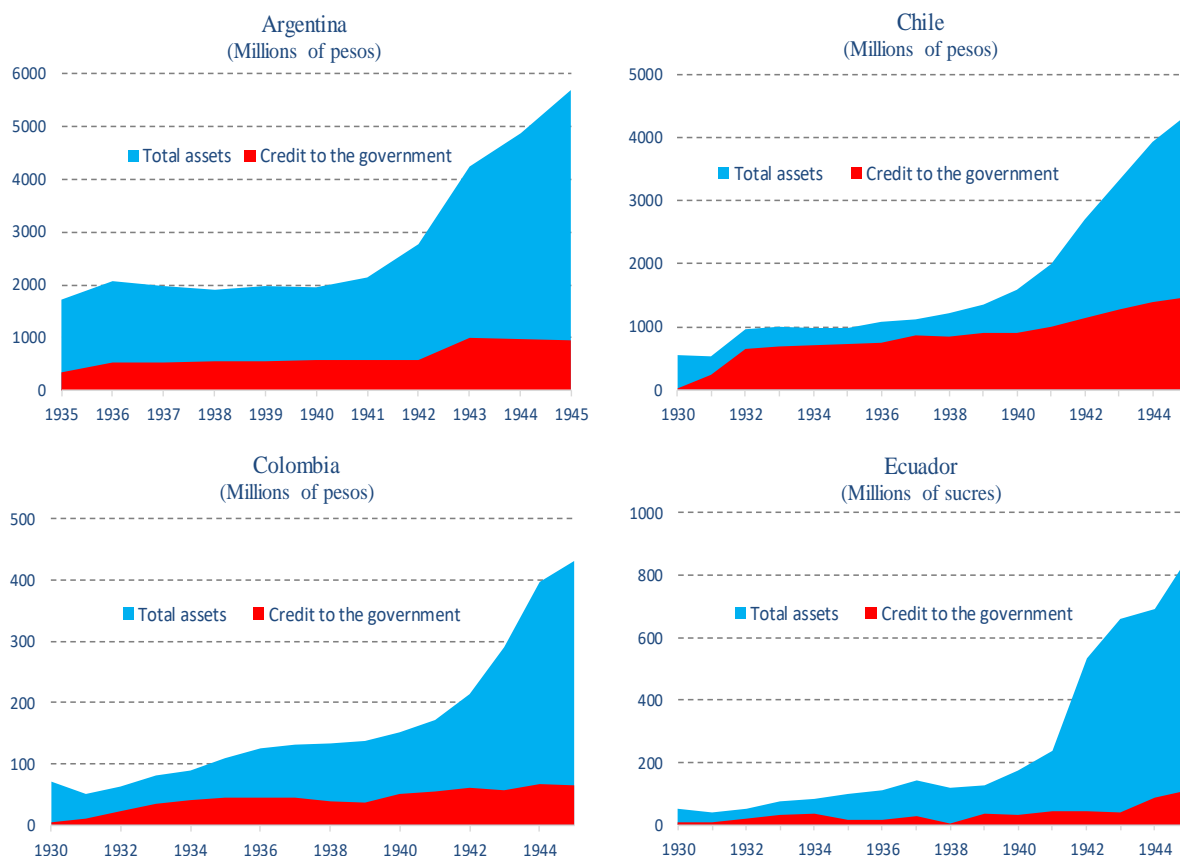 Argentina
(Millions of pesos)
6000
5000
4000
3000
2000
1000
0
Total assets Credit to the government
1935 1936 1937 1938 1939 1940 1941 1942 1943 1944 1945
Chile
(Millions of pesos)
5000
4000
3000
2000
1000
0
Total assets Credit to the government
1930 1932 1934 1936 1938 1940 1942 1944
Colombia
(Millions of pesos)
500
400
300
200
100
0
Total assets Credit to the government
1930 1932 1934 1936 1938 1940 1942 1944
Ecuador
(Millions of sucres)
1000
800
600
400
200
0
Total assets Credit to the government
1930 1932 1934 1936 1938 1940 1942 1944